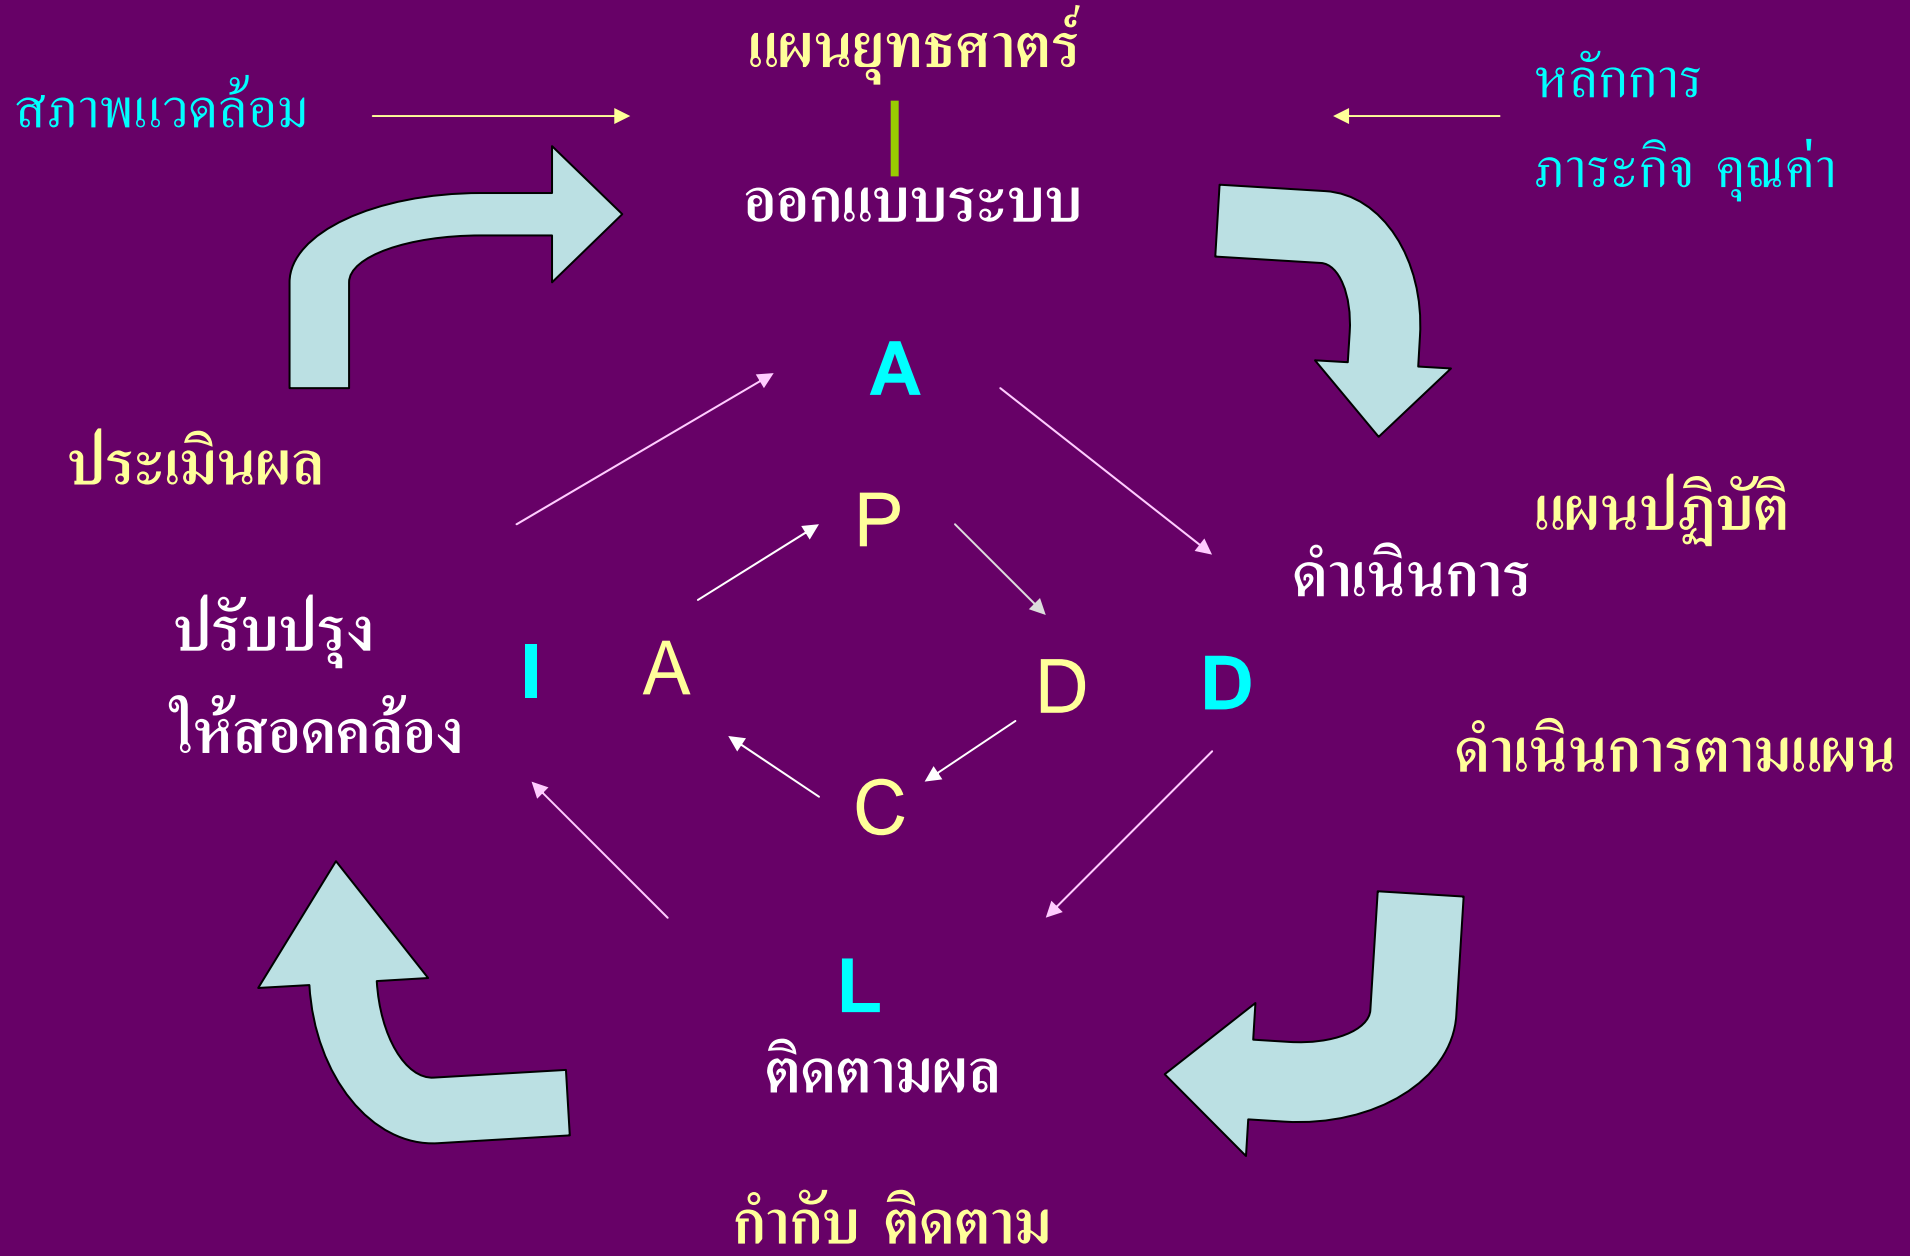 แผนยุทธศาตร์
สภาพแวดล้อม
หลักการ
ภาระกิจ คุณค่า
ออกแบบระบบ
A
ประเมินผล
P
แผนปฏิบัติ
ดำเนินการ
ปรับปรุง
ให้สอดคล้อง
I
A
D
D
ดำเนินการตามแผน
C
L
ติดตามผล
กำกับ ติดตาม